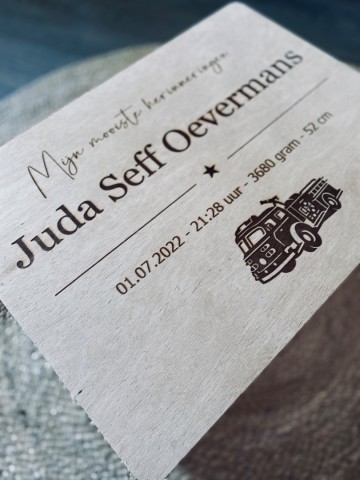 Mijn mooiste herinneringen
Juda Seff Oevermans
01.07.2022 - 21:28 uur - 3680 gram - 52 cm